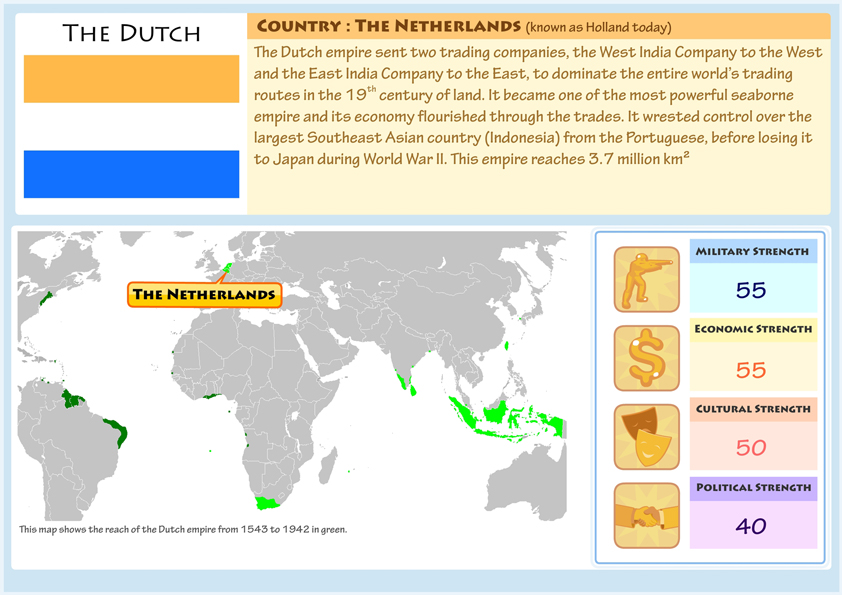 The Dutch
Country : The Netherlands (known as Holland today)
The Dutch empire sent two trading companies, the West India Company to the West
and the East India Company to the East, to dominate the entire world's trading
routes in the 19th century of land. It became one of the most powerful seaborne
empire and its economy flourished through the trades. It wrested control over the
largest Southeast Asian country (Indonesia) from the Portuguese, before losing it
to Japan during World War II. This empire reaches 3.7 million km²
The Netherlands
This map shows the reach of the Dutch empire from 1543 to 1942 in green.
Military Strength
55
Economic Strength
55
Cultural Strength
50
Political Strength
40